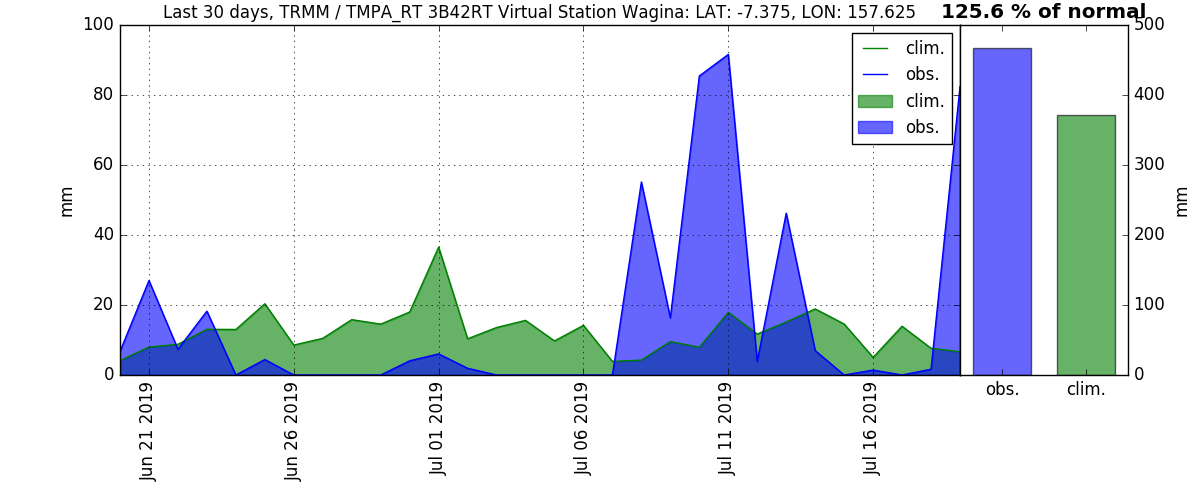 Last 30 days, TRMM / TMPA_RT 3B42RT Virtual Station Wagina: LAT: -7.375, LON: 157.625
125.6 % of normal
100
80
60
40
20
0
mm
clim.
obs.
clim.
obs.
Jun 21 2019
Jun 26 2019
Jul 01 2019
Jul 06 2019
Jul 11 2019
Jul 16 2019
500
400
300
200
100
0
mm
obs.
clim.